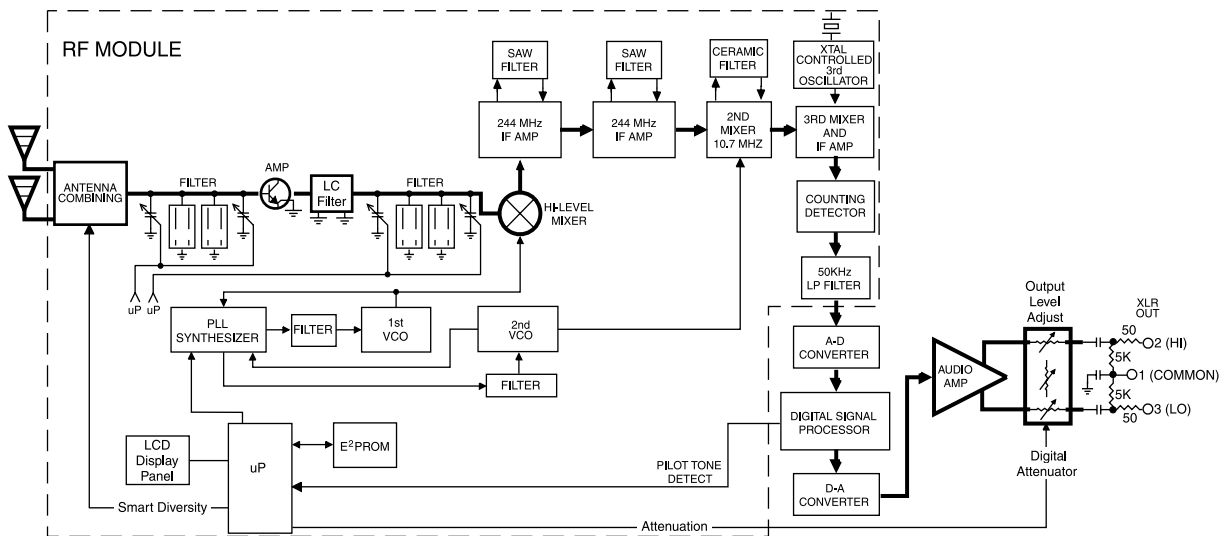 RF MODULE
SAW
FILTER
SAW
FILTER
CERAMIC
FILTER
XTAL
CONTROLLED
3rd
OSCILLATOR
244 MHz
IF AMP
244 MHz
IF AMP
2ND
MIXER
10.7 MHZ
3RD MIXER
AND
IF AMP
ANTENNA
COMBINING
FILTER
AMP
LC
Filter
FILTER
HI-LEVEL
MIXER
COUNTING
DETECTOR
50KHz
LP FILTER
uP
uP
PLL
SYNTHESIZER
FILTER
1st
VCO
2nd
VCO
FILTER
A-D
CONVERTER
AUDIO
AMP
Output
Level
Adjust
XLR
OUT
50
2 (HI)
5K
1 (COMMON)
5K
3 (LO)
50
DIGITAL SIGNAL
PROCESSOR
LCD
Display
Panel
uP
E²PROM
PILOT TONE
DETECT
D-A
CONVERTER
Digital
Attenuator
Smart Diversity
Attenuation